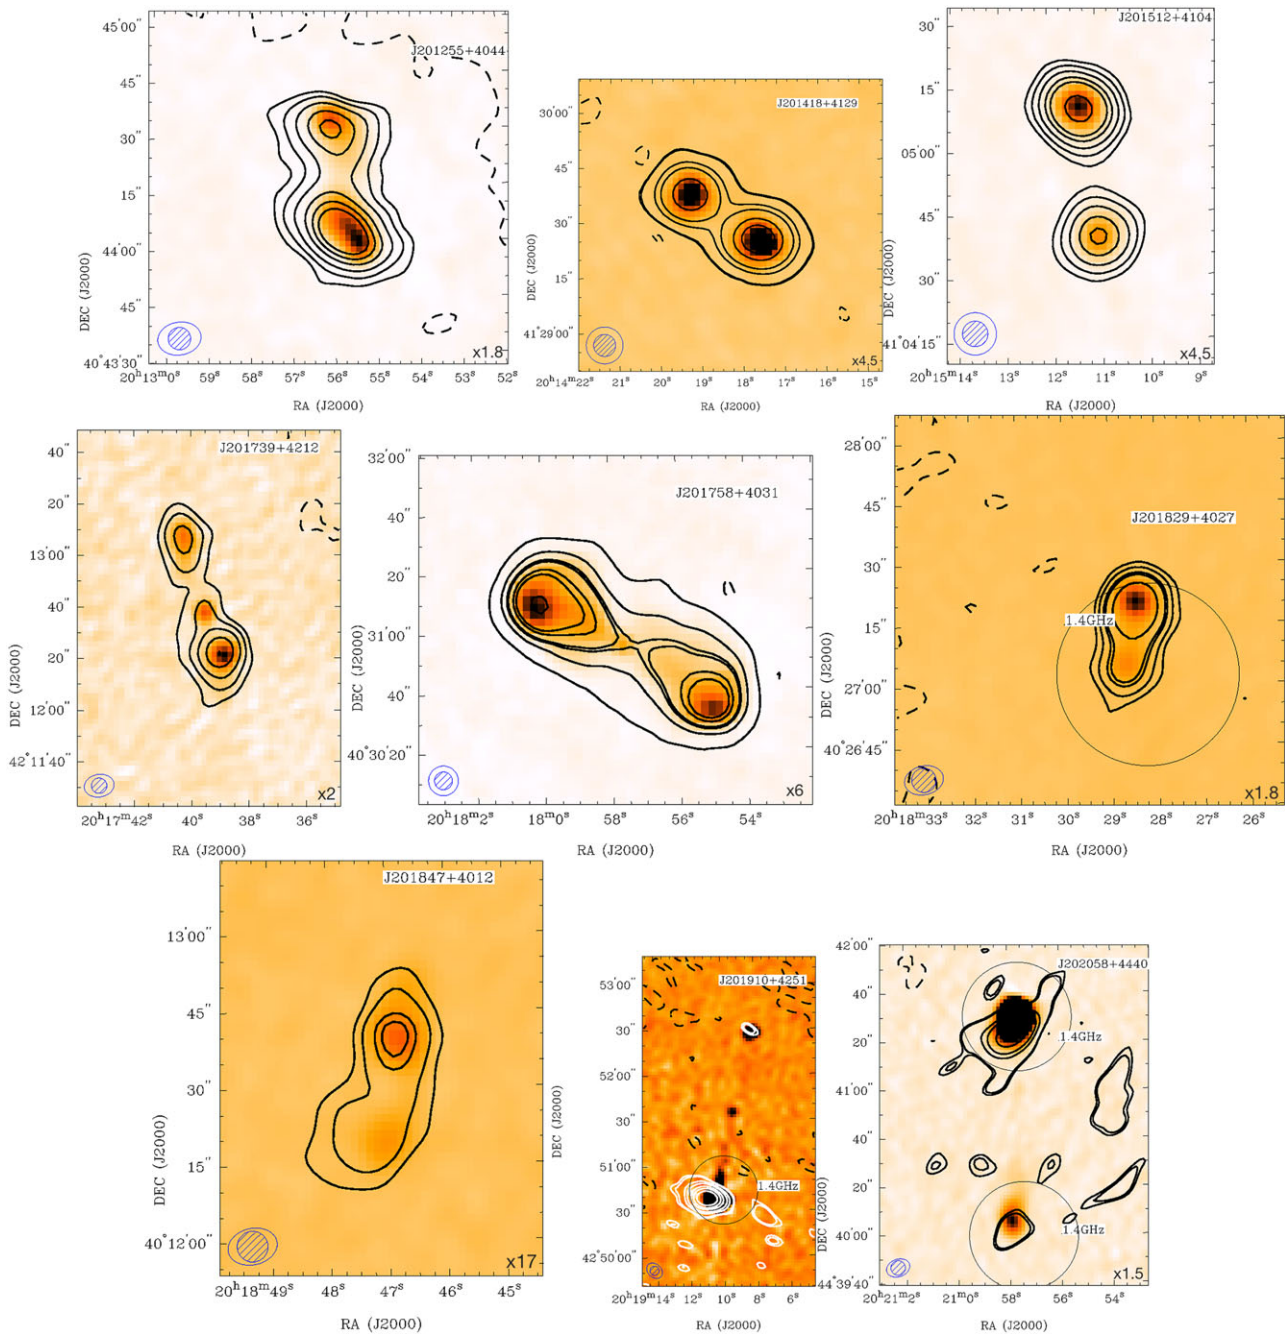 J201255+4044
45'00"
45"
30"
15"
44'00"
45"
40°43'30"
DEC (J2000)
x1.8
20ʰ13ᵐ0ˢ 59ˢ 58ˢ 57ˢ 56ˢ 55ˢ 54ˢ 53ˢ 52ˢ
RA (J2000)
J201418+4129
30'00"
45"
30"
15"
41°29'00"
DEC (J2000)
x4.5
20ʰ14ᵐ22ˢ 21ˢ 20ˢ 19ˢ 18ˢ 17ˢ 16ˢ 15ˢ
RA (J2000)
J201512+4104
30"
15"
05'00"
45"
30"
41°04'15"
DEC (J2000)
x4.5
20ʰ15ᵐ14ˢ 13ˢ 12ˢ 11ˢ 10ˢ 9ˢ
RA (J2000)
J201739+4212
40"
20"
13'00"
40"
20"
12'00"
42°11'40"
DEC (J2000)
x2
20ʰ17ᵐ42ˢ 40ˢ 38ˢ 36ˢ
RA (J2000)
J201758+4031
32'00"
40"
20"
31'00"
40"
40°30'20"
DEC (J2000)
x6
20ʰ18ᵐ2ˢ 18ᵐ0ˢ 58ˢ 56ˢ 54ˢ
RA (J2000)
J201829+4027
28'00"
45"
30"
15"
27'00"
40°26'45"
DEC (J2000)
1.4GHz
x1.8
20ʰ18ᵐ33ˢ 32ˢ 31ˢ 30ˢ 29ˢ 28ˢ 27ˢ 26ˢ
RA (J2000)
J201847+4012
13'00"
45"
30"
15"
40°12'00"
DEC (J2000)
x17
20ʰ18ᵐ49ˢ 48ˢ 47ˢ 46ˢ 45ˢ
RA (J2000)
J201910+4251
53'00"
30"
52'00"
30"
51'00"
30"
42°50'00"
DEC (J2000)
1.4GHz
20ʰ19ᵐ14ˢ 12ˢ 10ˢ 8ˢ 6ˢ
RA (J2000)
J202058+4440
42'00"
40"
20"
41'00"
40"
20"
40'00"
44°39'40"
DEC (J2000)
1.4GHz
1.4GHz
x1.5
20ʰ21ᵐ2ˢ 21ᵐ0ˢ 58ˢ 56ˢ 54ˢ
RA (J2000)